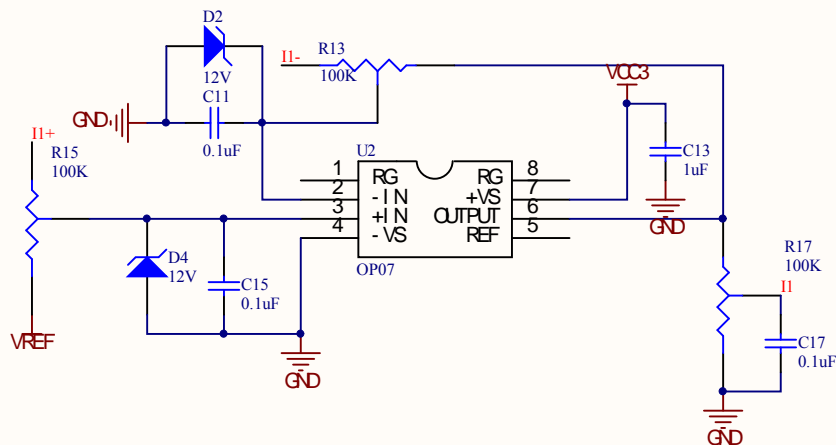 D2
12V
I1-
R13
100K
VCC3
GND
C11
0.1uF
I1+
R15
100K
U2
1
RG
RG
8
2
-IN
+VS
7
3
+IN
OUTPUT
6
4
-VS
REF
5
OP07
C13
1uF
GND
D4
12V
C15
0.1uF
R17
100K
I1
VREF
GND
C17
0.1uF
GND